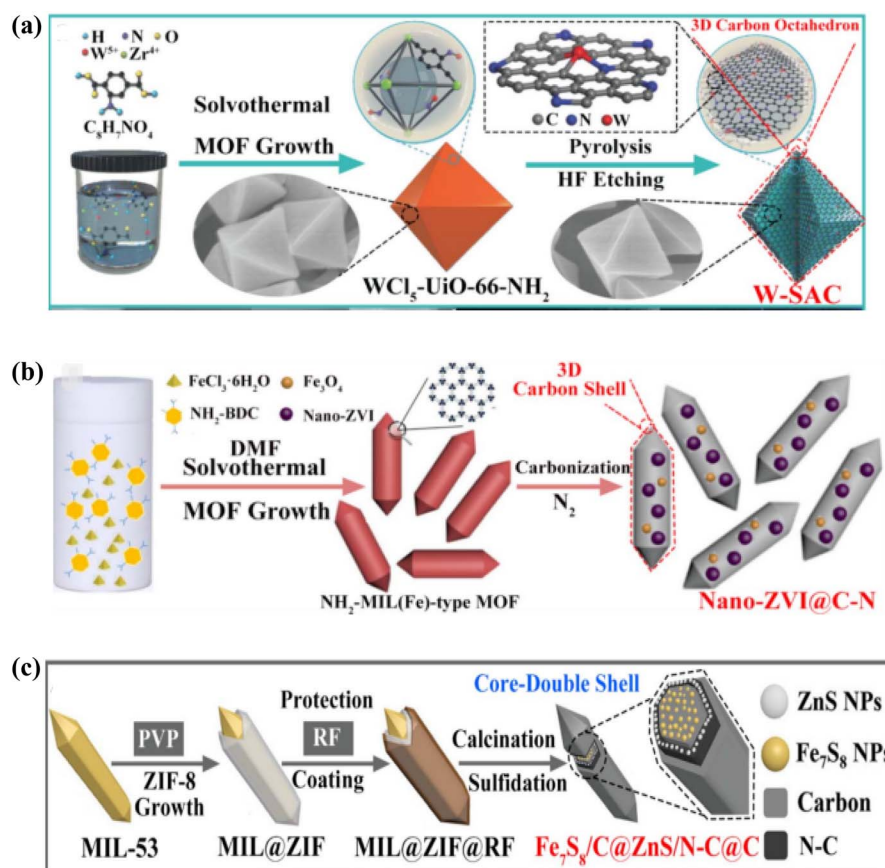 (a)
H N O
W⁵⁺ Zr⁴⁺
C₈H₇NO₄
Solvothermal
MOF Growth
WCl₅-UiO-66-NH₂
C N W
Pyrolysis
HF Etching
3D Carbon Octahedron
W-SAC
(b)
FeCl₃·6H₂O Fe₃O₄
NH₂-BDC Nano-ZVI
DMF
Solvothermal
MOF Growth
NH₂-MIL(Fe)-type MOF
Carbonization
N₂
3D
Carbon Shell
Nano-ZVI@C-N
(c)
MIL-53
PVP
ZIF-8
Growth
MIL@ZIF
Protection
RF
Coating
MIL@ZIF@RF
Calcination
Sulfidation
Core-Double Shell
Fe₇S₈/C@ZnS/N-C@C
ZnS NPs
Fe₇S₈ NPs
Carbon
N-C